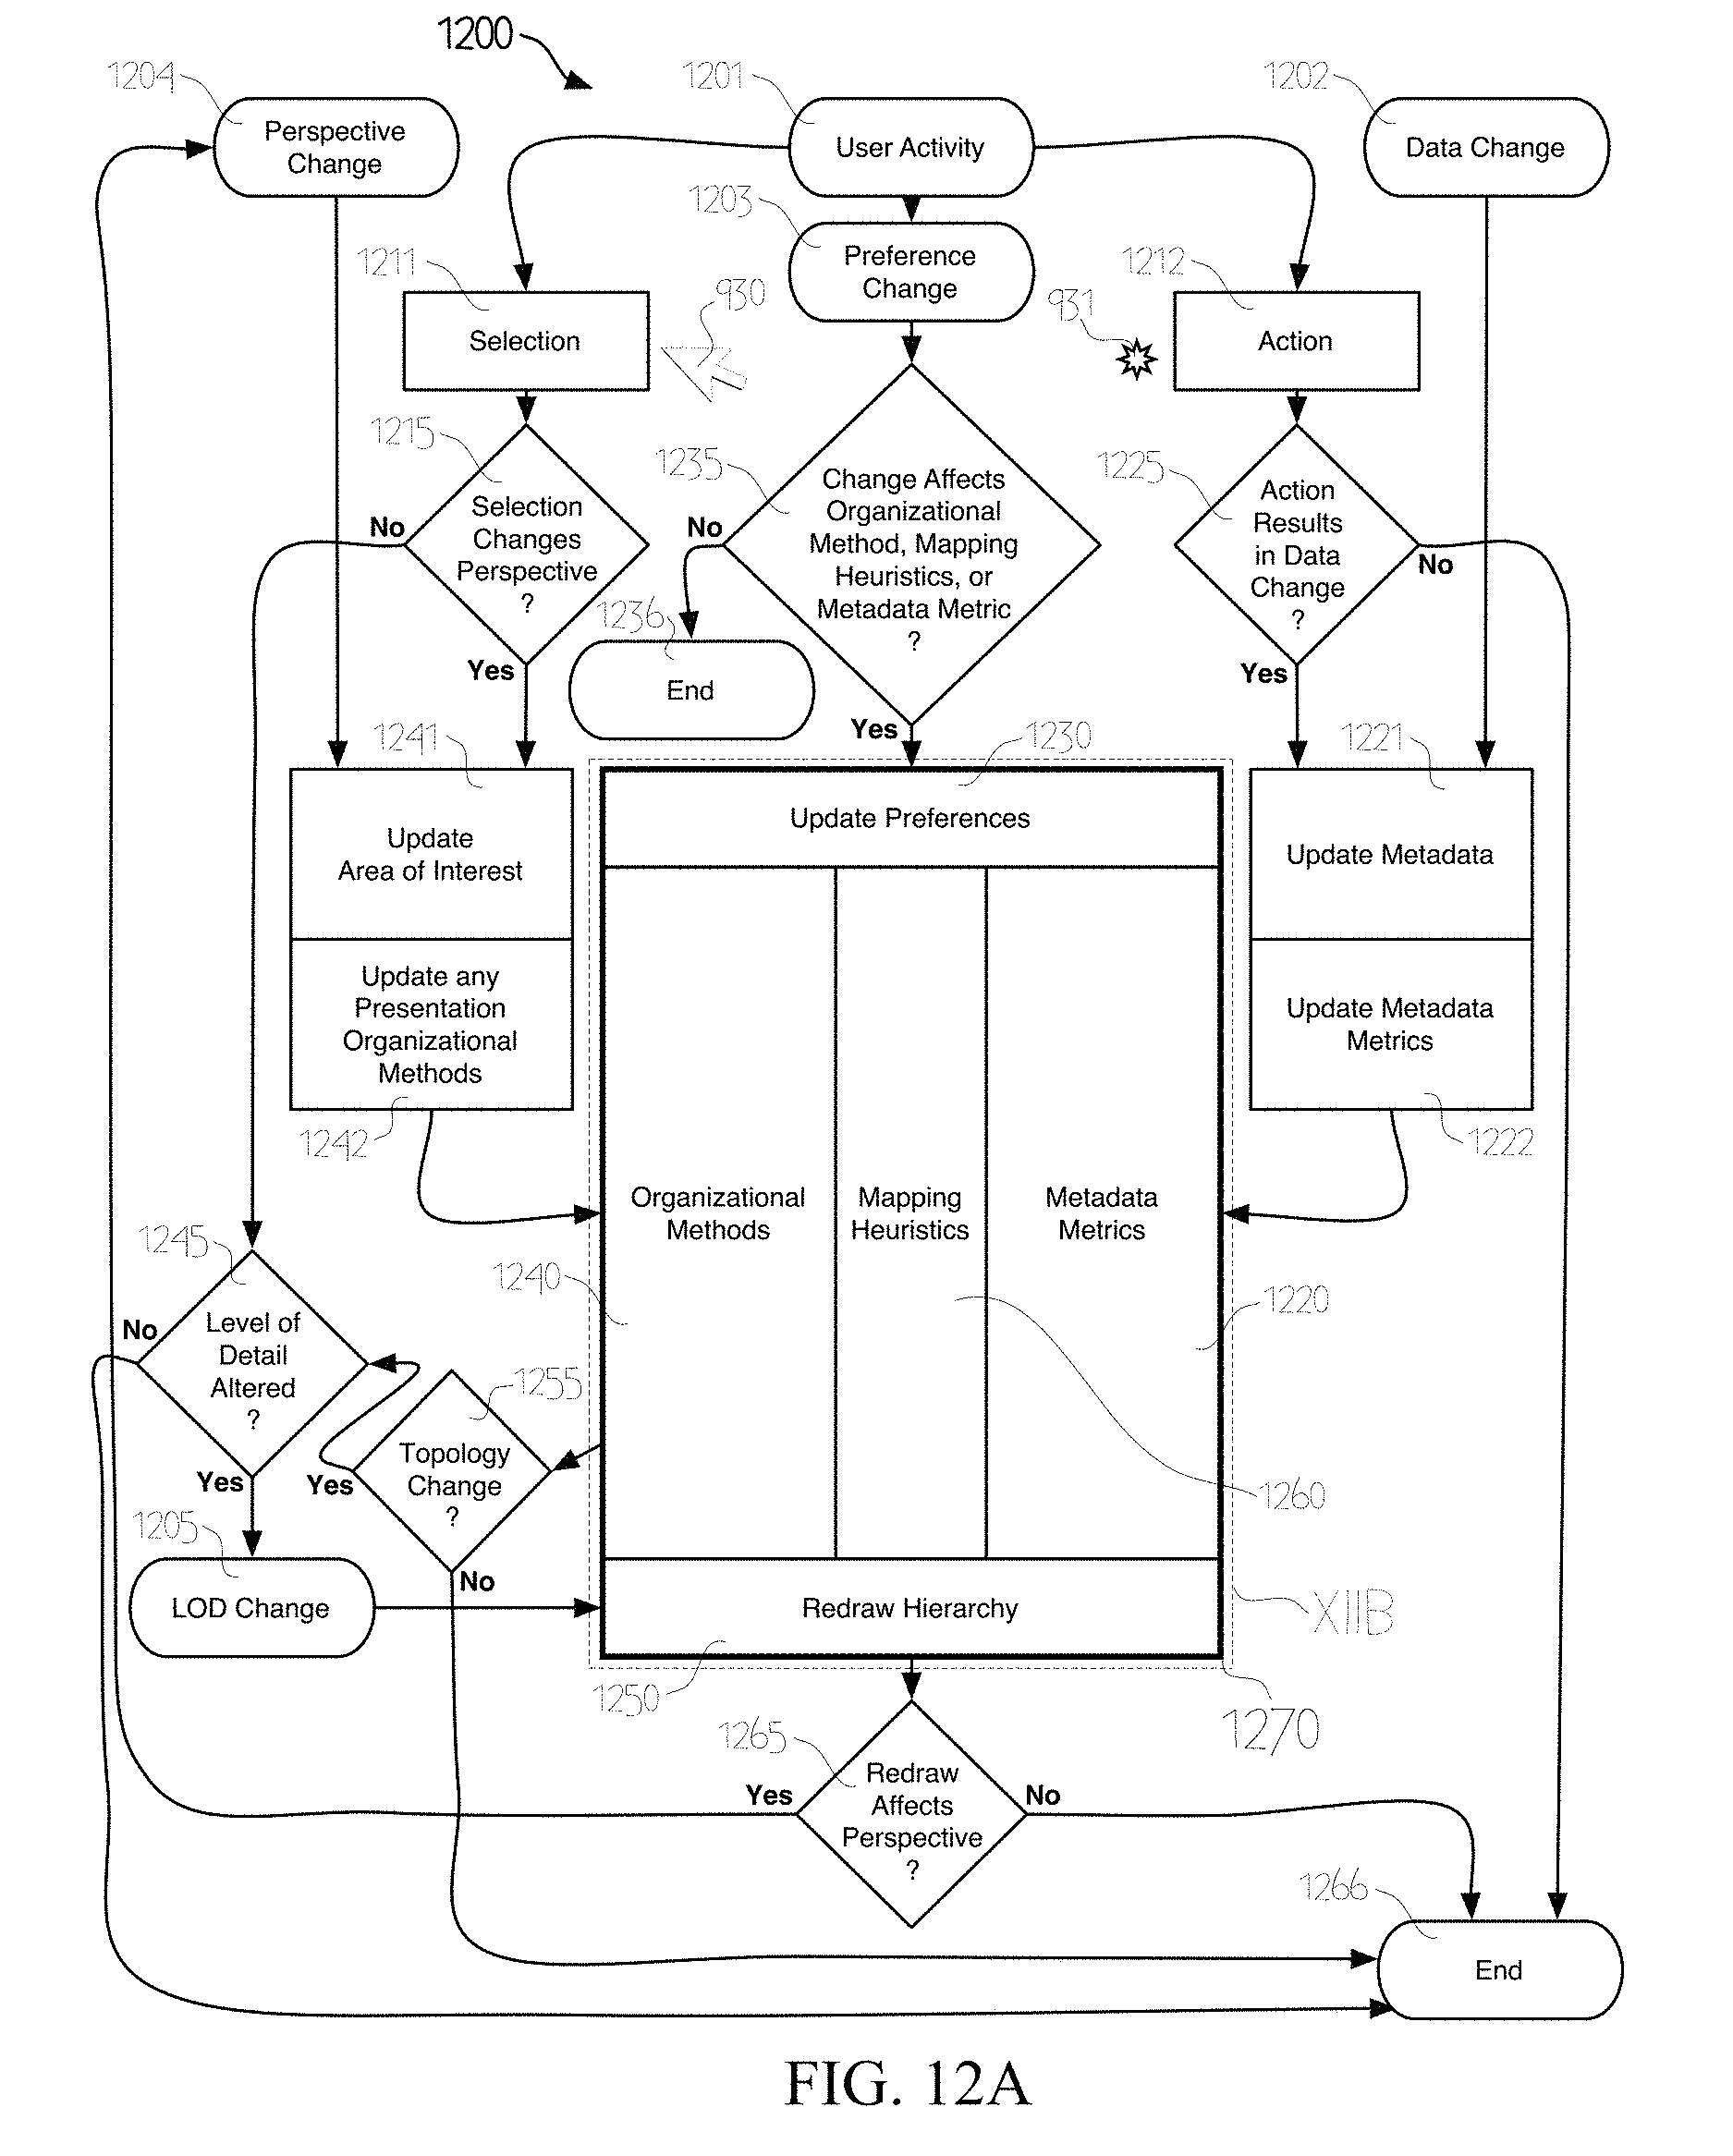 1200
1204
1201
1202
Perspective
Change
User Activity
Data Change
1203
Preference
Change
1211
930
1212
931
Selection
Action
1215
1235
1225
No
Selection
Changes
Perspective
?
Yes
No
Change Affects
Organizational
Method, Mapping
Heuristics, or
Metadata Metric
?
Yes
Action
Results
in Data
Change
?
No
Yes
1236
End
1241
1230
1221
Update
Area of Interest
Update Preferences
Update Metadata
Update any
Presentation
Organizational
Methods
Update Metadata
Metrics
1242
1222
Organizational
Methods
Mapping
Heuristics
Metadata
Metrics
1245
1240
1220
No
Level of
Detail
Altered
?
Yes
1255
Topology
Change
?
Yes
No
1260
1205
LOD Change
Redraw Hierarchy
XIIB
1250
1270
1265
Yes
Redraw
Affects
Perspective
?
No
1266
End
FIG. 12A